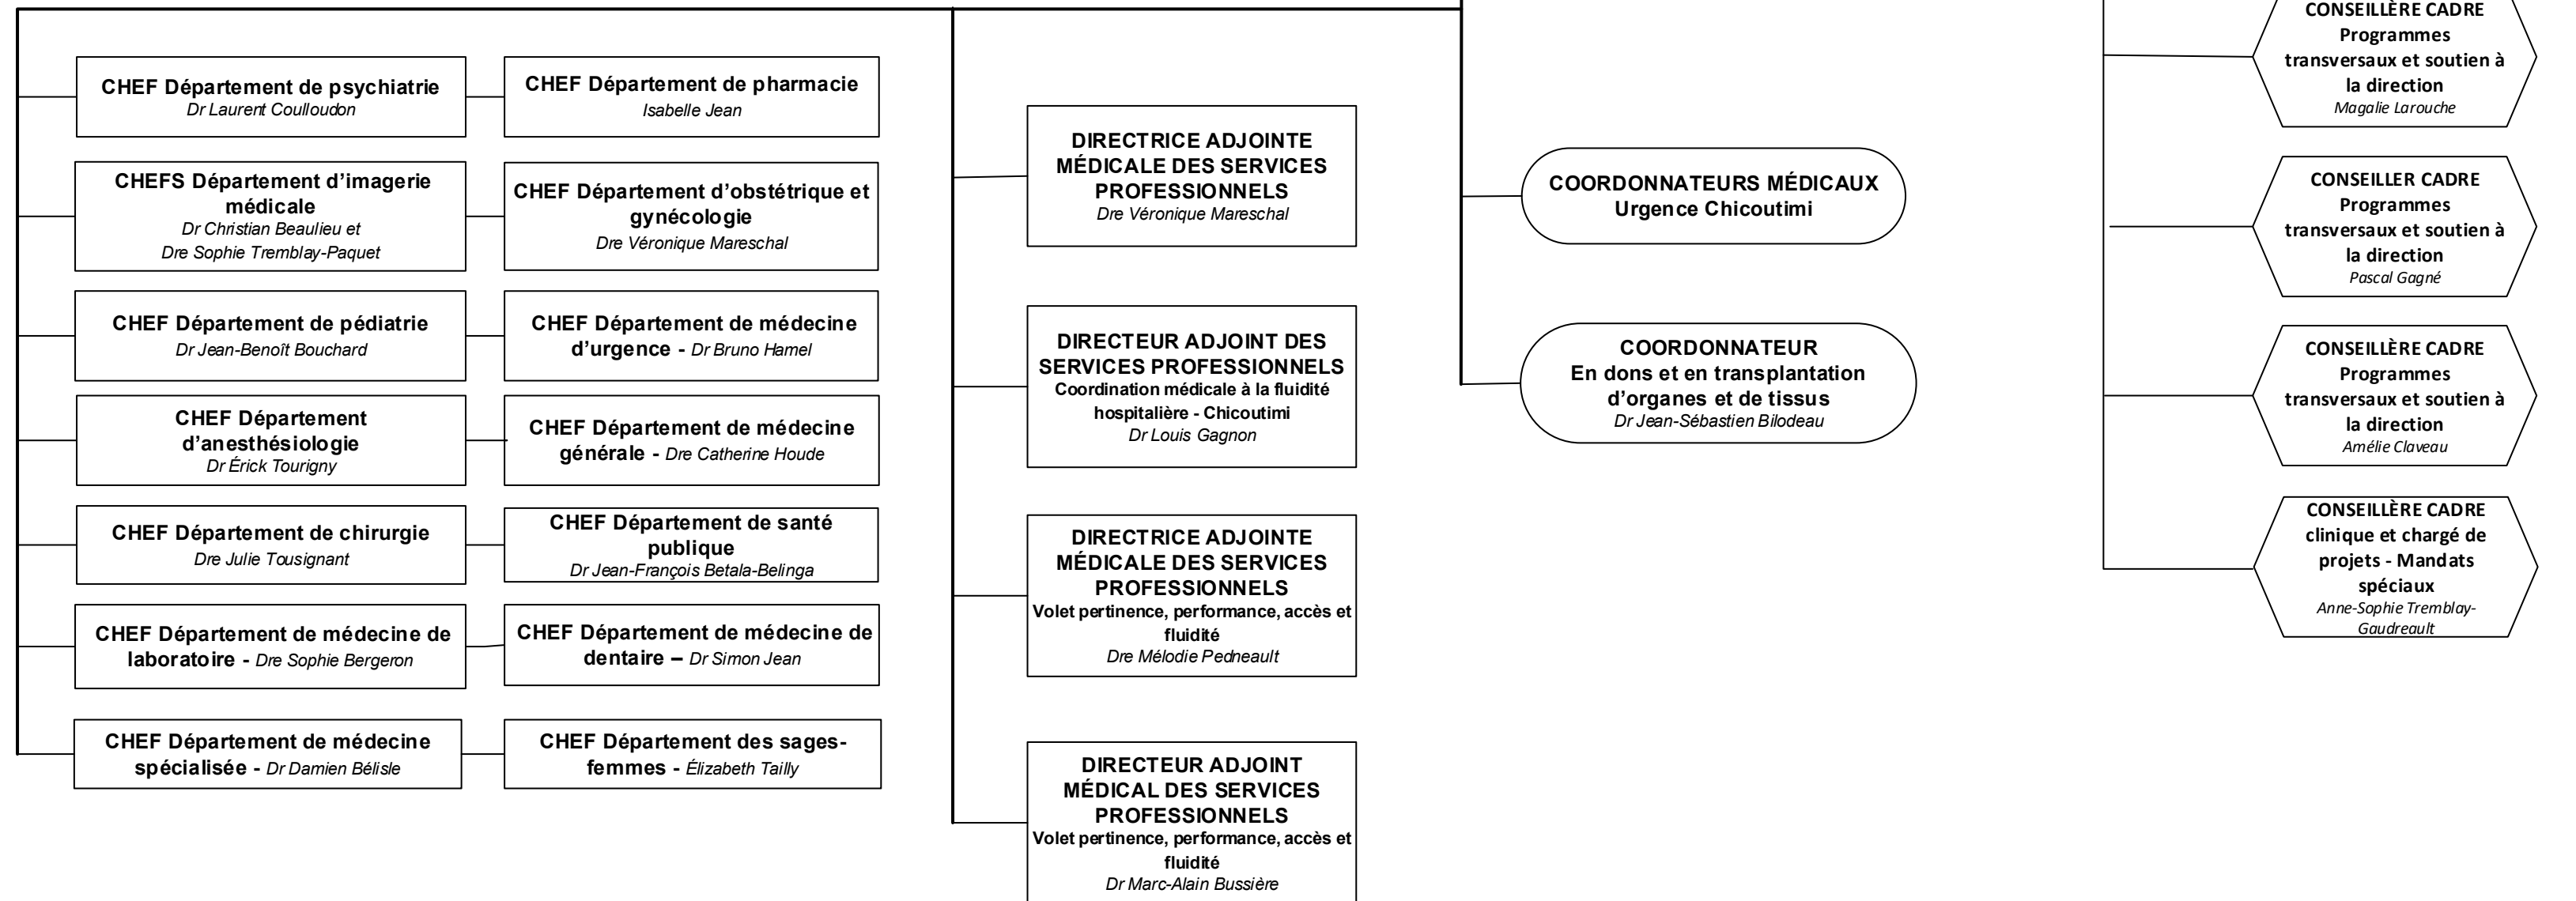 CHEF Département de psychiatrie
Dr Laurent Coulloudon
CHEF Département de pharmacie
Isabelle Jean
CHEFS Département d'imagerie
médicale
Dr Christian Beaulieu et
Dre Sophie Tremblay-Paquet
CHEF Département d'obstétrique et
gynécologie
Dre Véronique Mareschal
CHEF Département de pédiatrie
Dr Jean-Benoît Bouchard
CHEF Département de médecine
d'urgence - Dr Bruno Hamel
CHEF Département
d'anesthésiologie
Dr Érick Tourigny
CHEF Département de médecine
générale - Dre Catherine Houde
CHEF Département de chirurgie
Dre Julie Tousignant
CHEF Département de santé
publique
Dr Jean-François Betala-Belinga
CHEF Département de médecine de
laboratoire - Dre Sophie Bergeron
CHEF Département de médecine de
dentaire – Dr Simon Jean
CHEF Département de médecine
spécialisée - Dr Damien Bélisle
CHEF Département des sages-
femmes - Élizabeth Tailly
DIRECTRICE ADJOINTE
MÉDICALE DES SERVICES
PROFESSIONNELS
Dre Véronique Mareschal
DIRECTEUR ADJOINT DES
SERVICES PROFESSIONNELS
Coordination médicale à la fluidité
hospitalière - Chicoutimi
Dr Louis Gagnon
DIRECTRICE ADJOINTE
MÉDICALE DES SERVICES
PROFESSIONNELS
Volet pertinence, performance, accès et
fluidité
Dre Mélodie Pedneault
DIRECTEUR ADJOINT
MÉDICAL DES SERVICES
PROFESSIONNELS
Volet pertinence, performance, accès et
fluidité
Dr Marc-Alain Bussière
COORDONNATEURS MÉDICAUX
Urgence Chicoutimi
COORDONNATEUR
En dons et en transplantation
d'organes et de tissus
Dr Jean-Sébastien Bilodeau
CONSEILLÈRE CADRE
Programmes
transversaux et soutien à
la direction
Magalie Larouche
CONSEILLER CADRE
Programmes
transversaux et soutien à
la direction
Pascal Gagné
CONSEILLÈRE CADRE
Programmes
transversaux et soutien à
la direction
Amélie Claveau
CONSEILLÈRE CADRE
clinique et chargé de
projets - Mandats
spéciaux
Anne-Sophie Tremblay-
Gaudreault